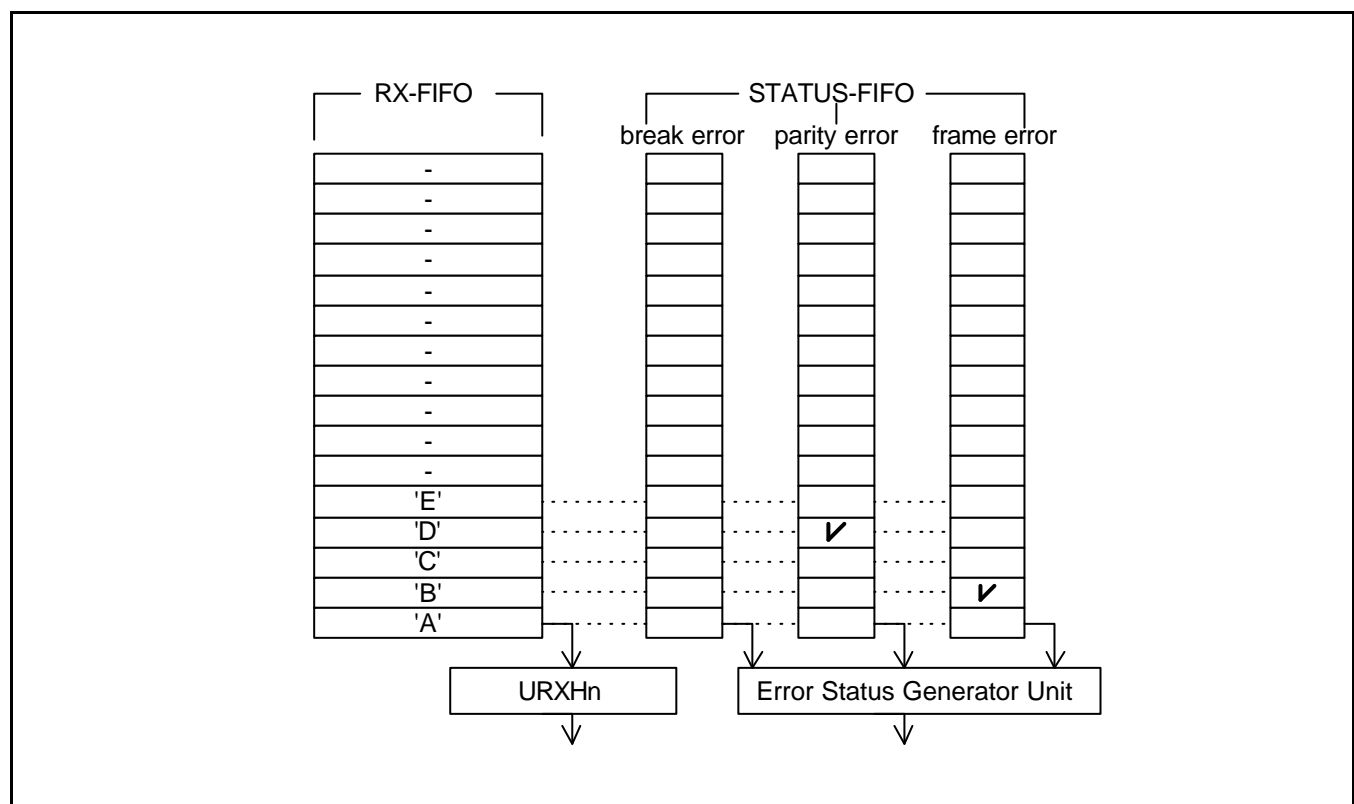 RX-FIFO STATUS-FIFO
break error parity error frame error
-
-
-
-
-
-
-
-
-
-
-
'E'
'D'
'C'
'B'
'A'
URXHn Error Status Generator Unit